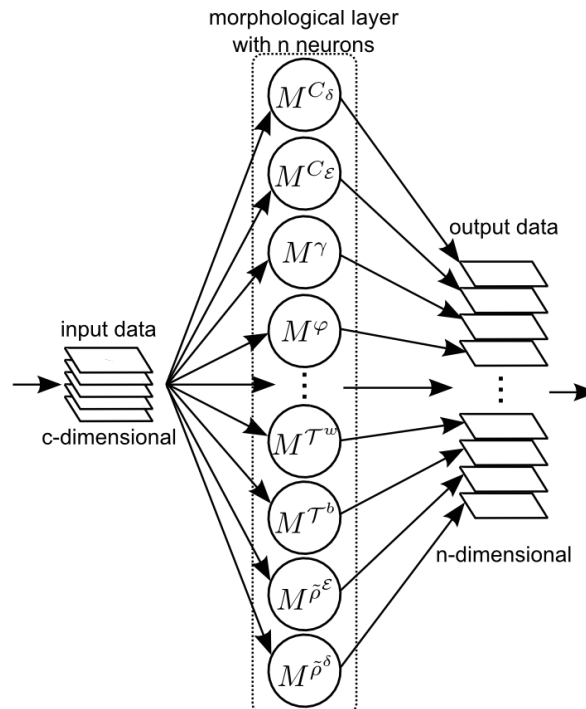 morphological layer
with n neurons
M^{C_δ}
M^{C_ε}
M^γ
output data
M^φ
input data
c-dimensional
M^{𝒯^w}
M^{𝒯^b}
n-dimensional
M^{ρ̃^ε}
M^{ρ̃^δ}